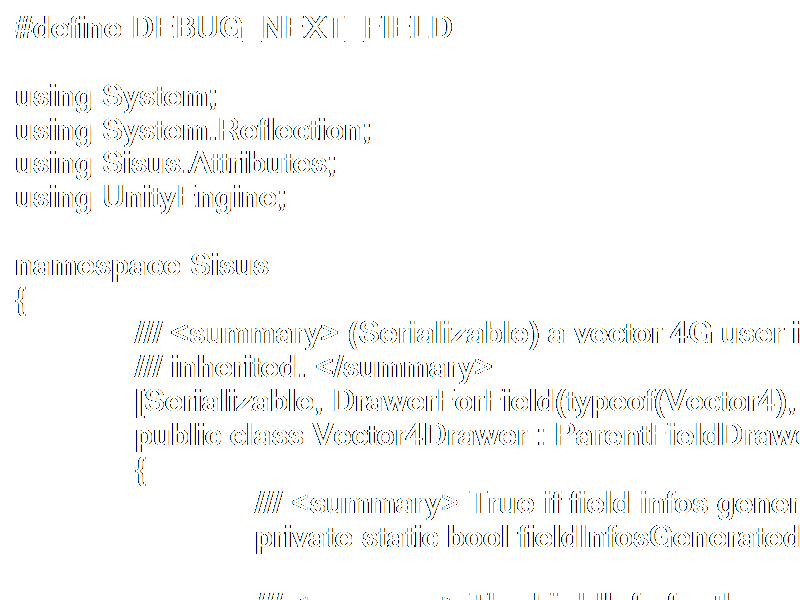 #define DEBUG_NEXT_FIELD
using System;
using System.Reflection;
using Sisus.Attributes;
using UnityEngine;
namespace Sisus
{
//// <summary> (Serializable) a vector 4G user i
//// inherited. </summary>
[Serializable, DrawerForField(typeof(Vector4),
public class Vector4Drawer : ParentFieldDrawe
{
//// <summary> True if field infos gener
private static bool fieldInfosGenerated